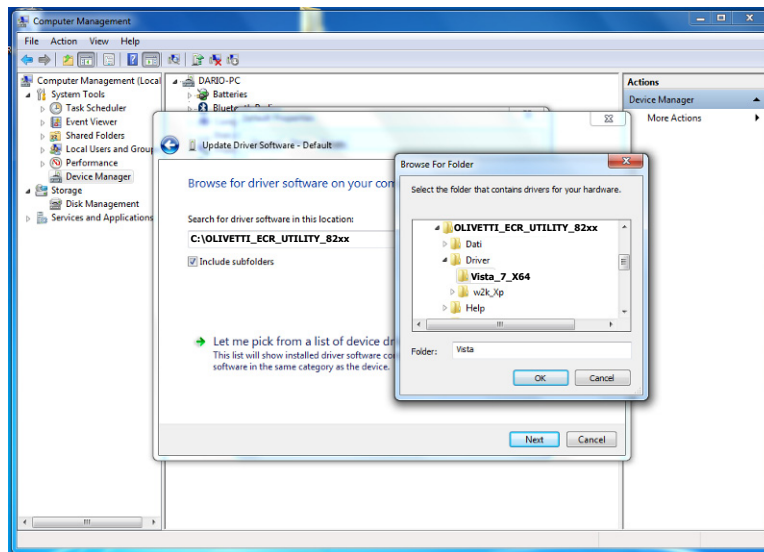 Computer Management
File Action View Help
Computer Management (Local
System Tools
Task Scheduler
Event Viewer
Shared Folders
Local Users and Group
Performance
Device Manager
Storage
Disk Management
Services and Applications
DARIO-PC
Batteries
Actions
Device Manager
More Actions
Update Driver Software - Default
Browse for driver software on your com
Search for driver software in this location:
C:\OLIVETTI_ECR_UTILITY_82xx
Include subfolders
Let me pick from a list of device dr
This list will show installed driver software co
software in the same category as the device.
Next Cancel
Browse For Folder
Select the folder that contains drivers for your hardware.
OLIVETTI_ECR_UTILITY_82xx
Dati
Driver
Vista_7_X64
w2k_Xp
Help
Folder: Vista
OK Cancel